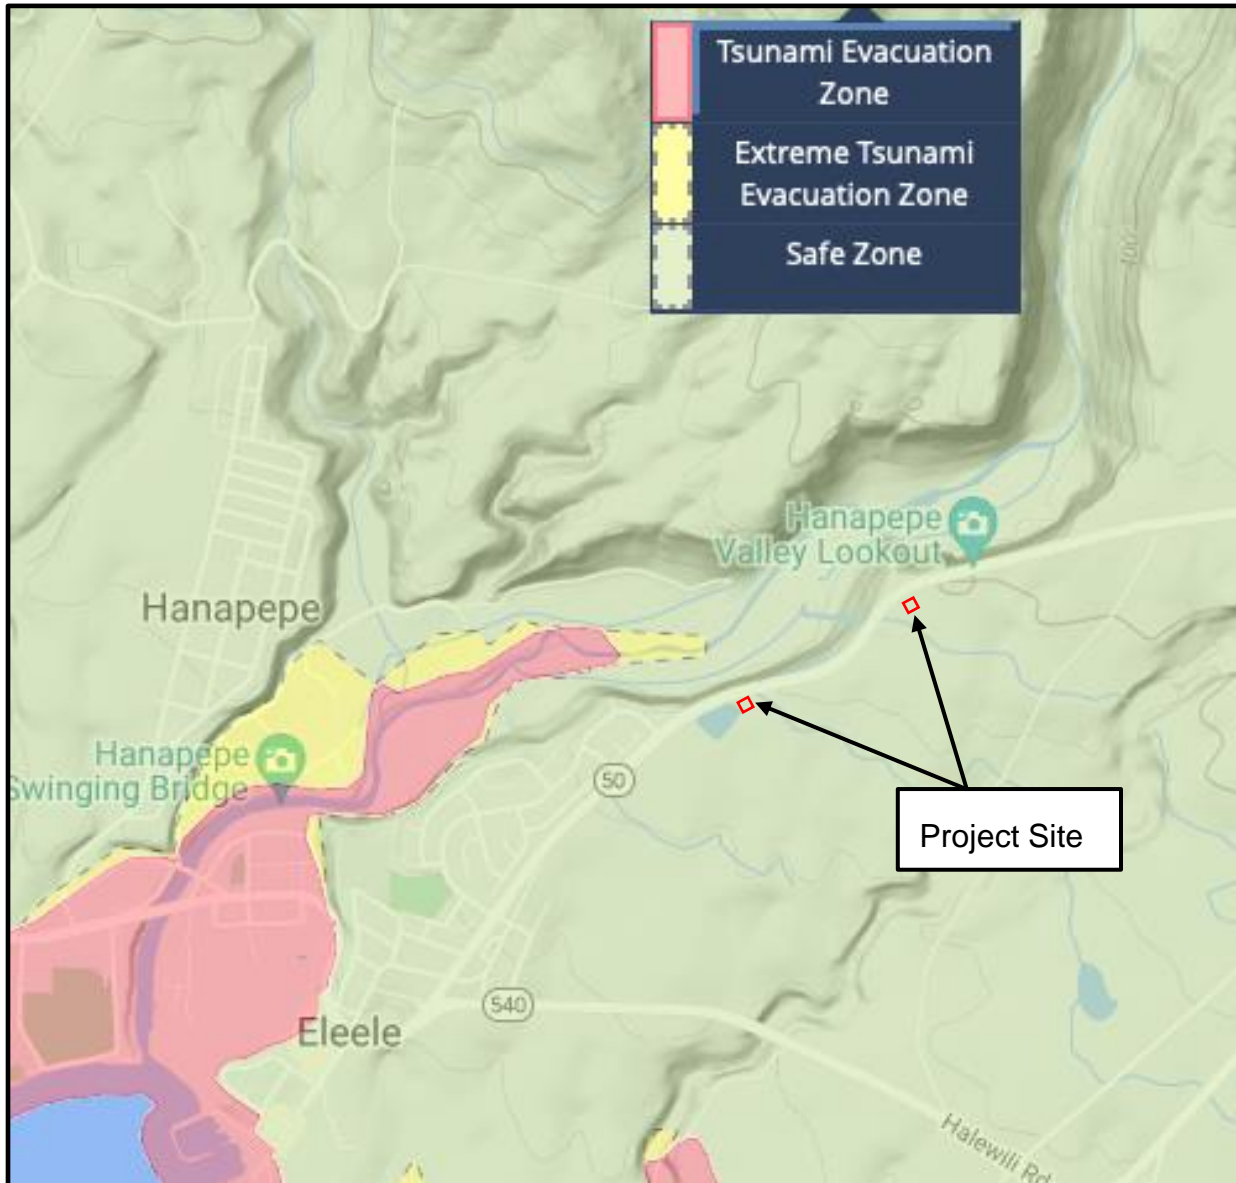 Tsunami Evacuation
Zone
Extreme Tsunami
Evacuation Zone
Safe Zone
100
Hanapepe
Valley Lookout
Hanapepe
Hanapepe
Swinging Bridge
50
Project Site
540
Eleele
Halewili Rd